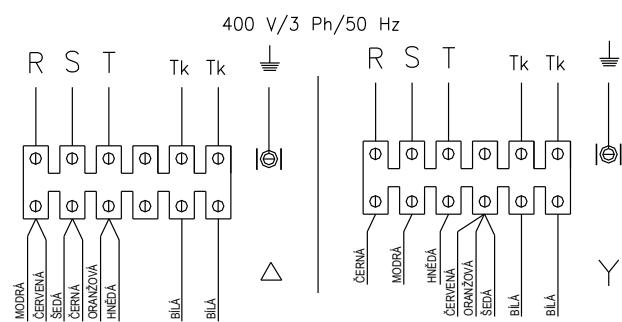 400 V/3 Ph/50 Hz
R S T Tk Tk
MODRÁ
ČERVENÁ
ŠEDÁ
ČERNÁ
ORANŽOVÁ
HNĚDÁ
BÍLÁ
BÍLÁ
R S T Tk Tk
ČERNÁ
MODRÁ
HNĚDÁ
ČERVENÁ
ORANŽOVÁ
ŠEDÁ
BÍLÁ
BÍLÁ